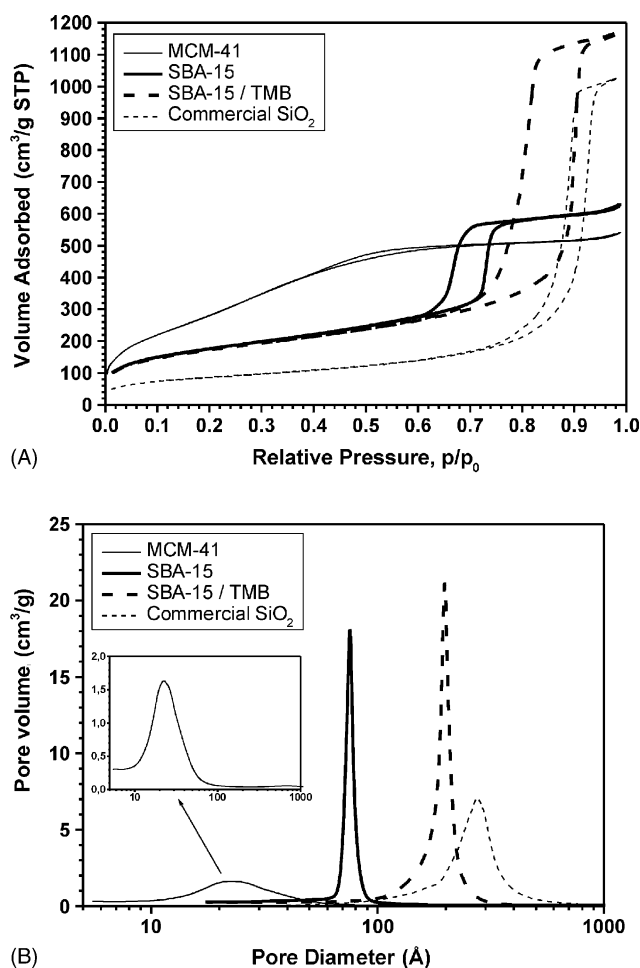 1200
1100
1000
900
800
700
600
500
400
300
200
100
0
Volume Adsorbed (cm³/g STP)
MCM-41
SBA-15
SBA-15 / TMB
Commercial SiO₂
0.0 0.1 0.2 0.3 0.4 0.5 0.6 0.7 0.8 0.9 1.0
(A)
Relative Pressure, p/p₀
25
20
15
10
5
0
Pore volume (cm³/g)
MCM-41
SBA-15
SBA-15 / TMB
Commercial SiO₂
2,0
1,5
1,0
0,5
0,0
10 100 1000
10 100 1000
(B)
Pore Diameter (Å)